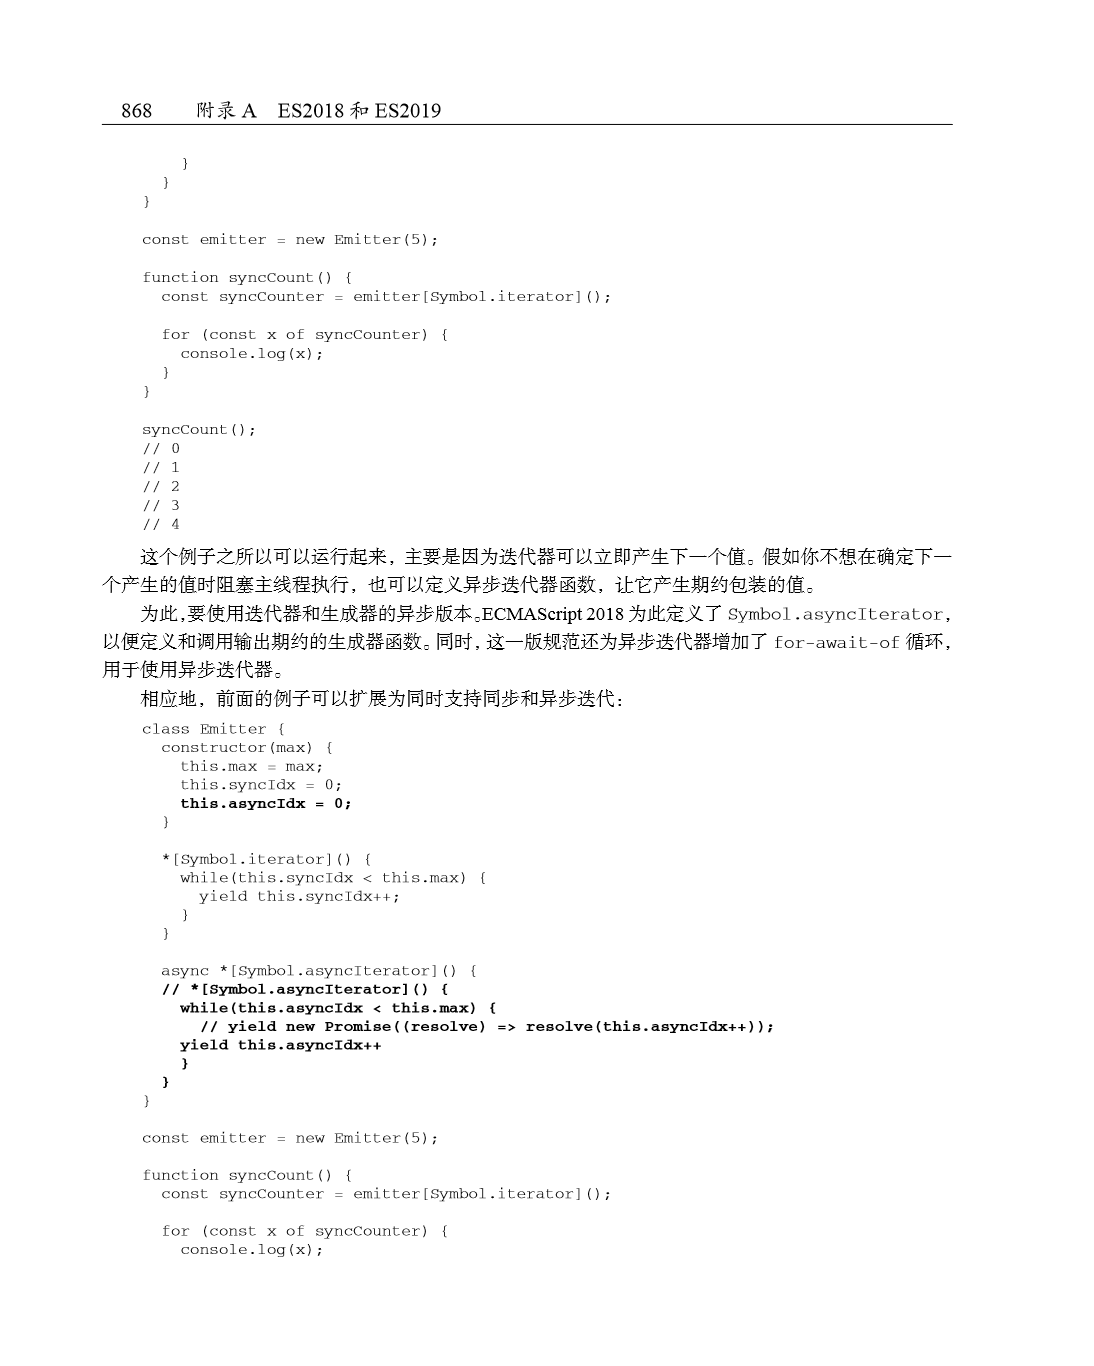 868 附录 A ES2018 和 ES2019
}
}
}
const emitter = new Emitter(5);
function syncCount() {
const syncCounter = emitter[Symbol.iterator]();
for (const x of syncCounter) {
console.log(x);
}
}
syncCount();
// 0
// 1
// 2
// 3
// 4
这个例子之所以可以运行起来，主要是因为迭代器可以立即产生下一个值。假如你不想在确定下一
个产生的值时阻塞主线程执行，也可以定义异步迭代器函数，让它产生期约包装的值。
为此，要使用迭代器和生成器的异步版本。ECMAScript 2018 为此定义了 Symbol.asyncIterator，
以便定义和调用输出期约的生成器函数。同时，这一版规范还为异步迭代器增加了 for-await-of 循环，
用于使用异步迭代器。
相应地，前面的例子可以扩展为同时支持同步和异步迭代：
class Emitter {
constructor(max) {
this.max = max;
this.syncIdx = 0;
this.asyncIdx = 0;
}
*[Symbol.iterator]() {
while(this.syncIdx < this.max) {
yield this.syncIdx++;
}
}
async *[Symbol.asyncIterator]() {
// *[Symbol.asyncIterator]() {
while(this.asyncIdx < this.max) {
// yield new Promise((resolve) => resolve(this.asyncIdx++));
yield this.asyncIdx++
}
}
}
const emitter = new Emitter(5);
function syncCount() {
const syncCounter = emitter[Symbol.iterator]();
for (const x of syncCounter) {
console.log(x);